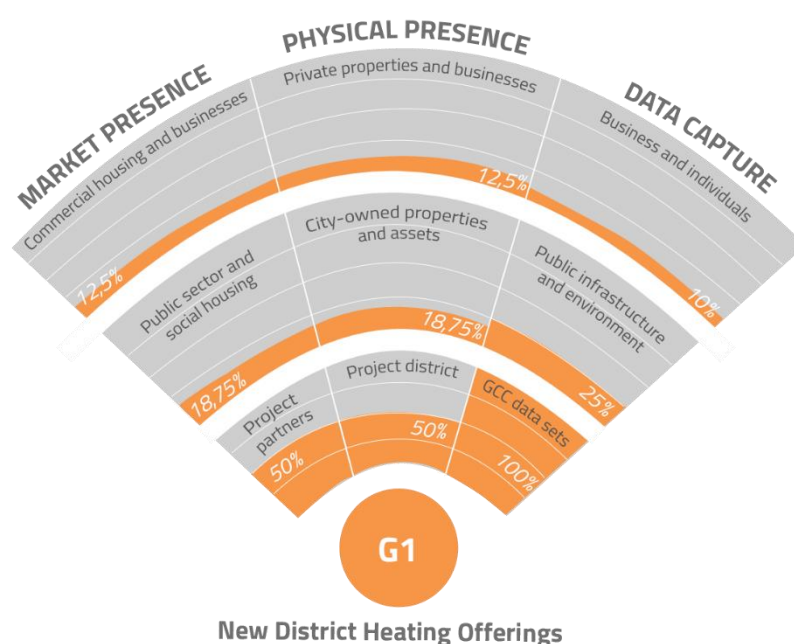 MARKET PRESENCE
PHYSICAL PRESENCE
DATA CAPTURE
Commercial housing and businesses
12,5%
Private properties and businesses
12,5%
Business and individuals
10%
Public sector and
social housing
18,75%
City-owned properties
and assets
18,75%
Public infrastructure
and environment
25%
Project
partners
50%
Project district
50%
GCC data sets
100%
G1
New District Heating Offerings